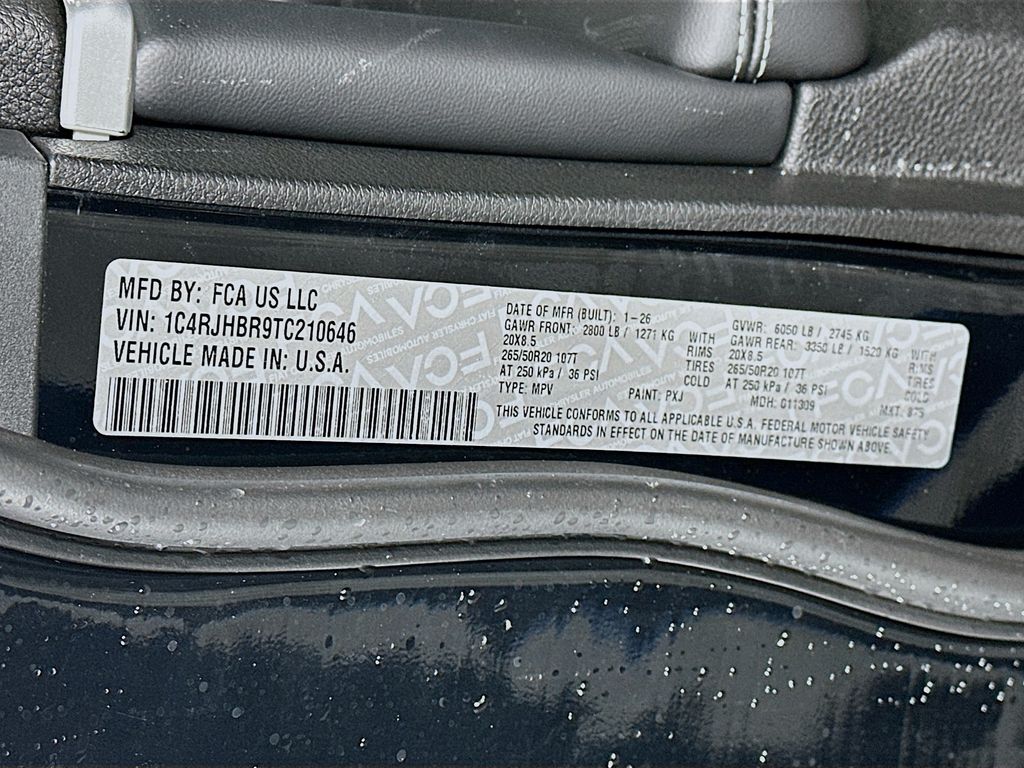 MFD BY: FCA US LLC
VIN: 1C4RJHBR9TC210646
VEHICLE MADE IN: U.S.A.
DATE OF MFR (BUILT): 1-26
GVWR: 6050 LB / 2745 KG
GAWR FRONT: 2800 LB / 1271 KG WITH
GAWR REAR: 3350 LB / 1520 KG WITH
20X8.5 RIMS
20X8.5 RIMS
265/50R20 107T TIRES
265/50R20 107T TIRES
AT 250 kPa / 36 PSI COLD
AT 250 kPa / 36 PSI COLD
TYPE: MPV PAINT: PXJ MDH: 011309 MXT: 875
THIS VEHICLE CONFORMS TO ALL APPLICABLE U.S.A. FEDERAL MOTOR VEHICLE SAFETY
STANDARDS IN EFFECT ON THE DATE OF MANUFACTURE SHOWN ABOVE.